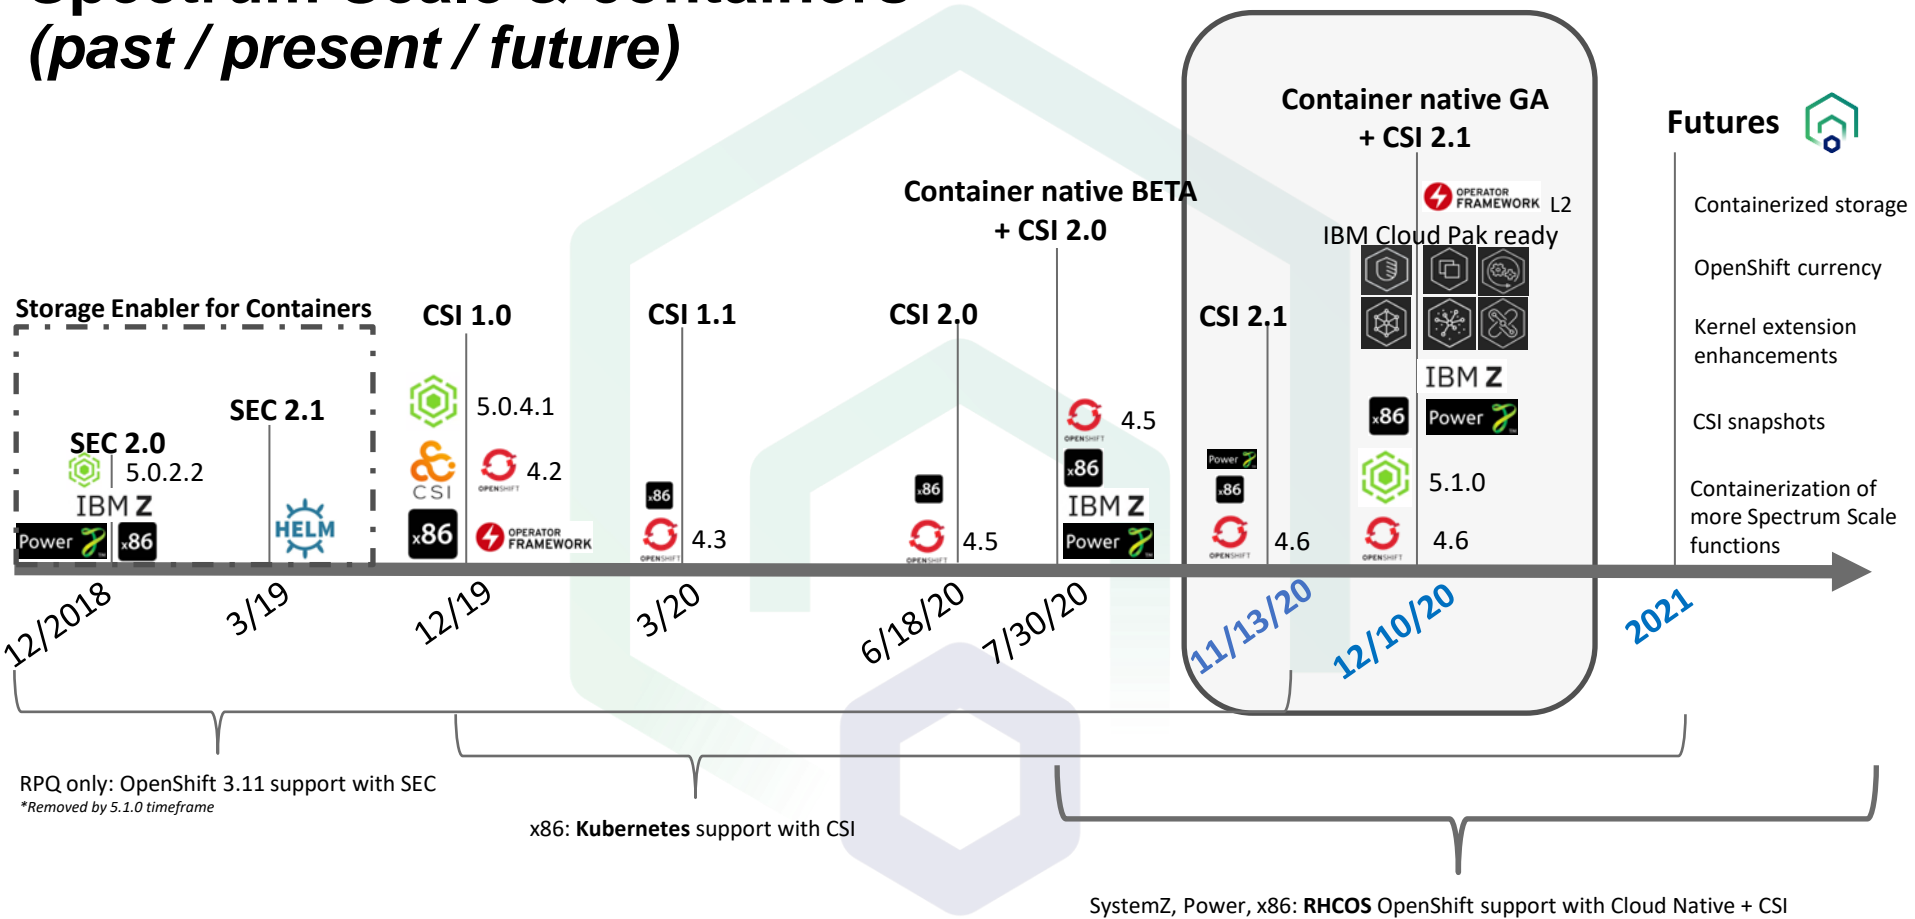 Spectrum Scale & containers
(past / present / future)
Container native GA
+ CSI 2.1
Futures
OPERATOR
FRAMEWORK L2
IBM Cloud Pak ready
Containerized storage
Container native BETA
+ CSI 2.0
OpenShift currency
Storage Enabler for Containers
CSI 1.0
CSI 1.1
CSI 2.0
CSI 2.1
Kernel extension
enhancements
IBM Z
x86
Power
SEC 2.0
5.0.2.2
IBM Z
Power
x86
SEC 2.1
HELM
5.0.4.1
CSI
OPENSHIFT
4.2
x86
OPERATOR
FRAMEWORK
x86
OPENSHIFT
4.3
x86
OPENSHIFT
4.5
OPENSHIFT
4.5
x86
IBM Z
Power
Power
x86
OPENSHIFT
4.6
5.1.0
OPENSHIFT
4.6
CSI snapshots
Containerization of
more Spectrum Scale
functions
12/2018
3/19
12/19
3/20
6/18/20
7/30/20
11/13/20
12/10/20
2021
RPQ only: OpenShift 3.11 support with SEC
*Removed by 5.1.0 timeframe
x86: Kubernetes support with CSI
SystemZ, Power, x86: RHCOS OpenShift support with Cloud Native + CSI